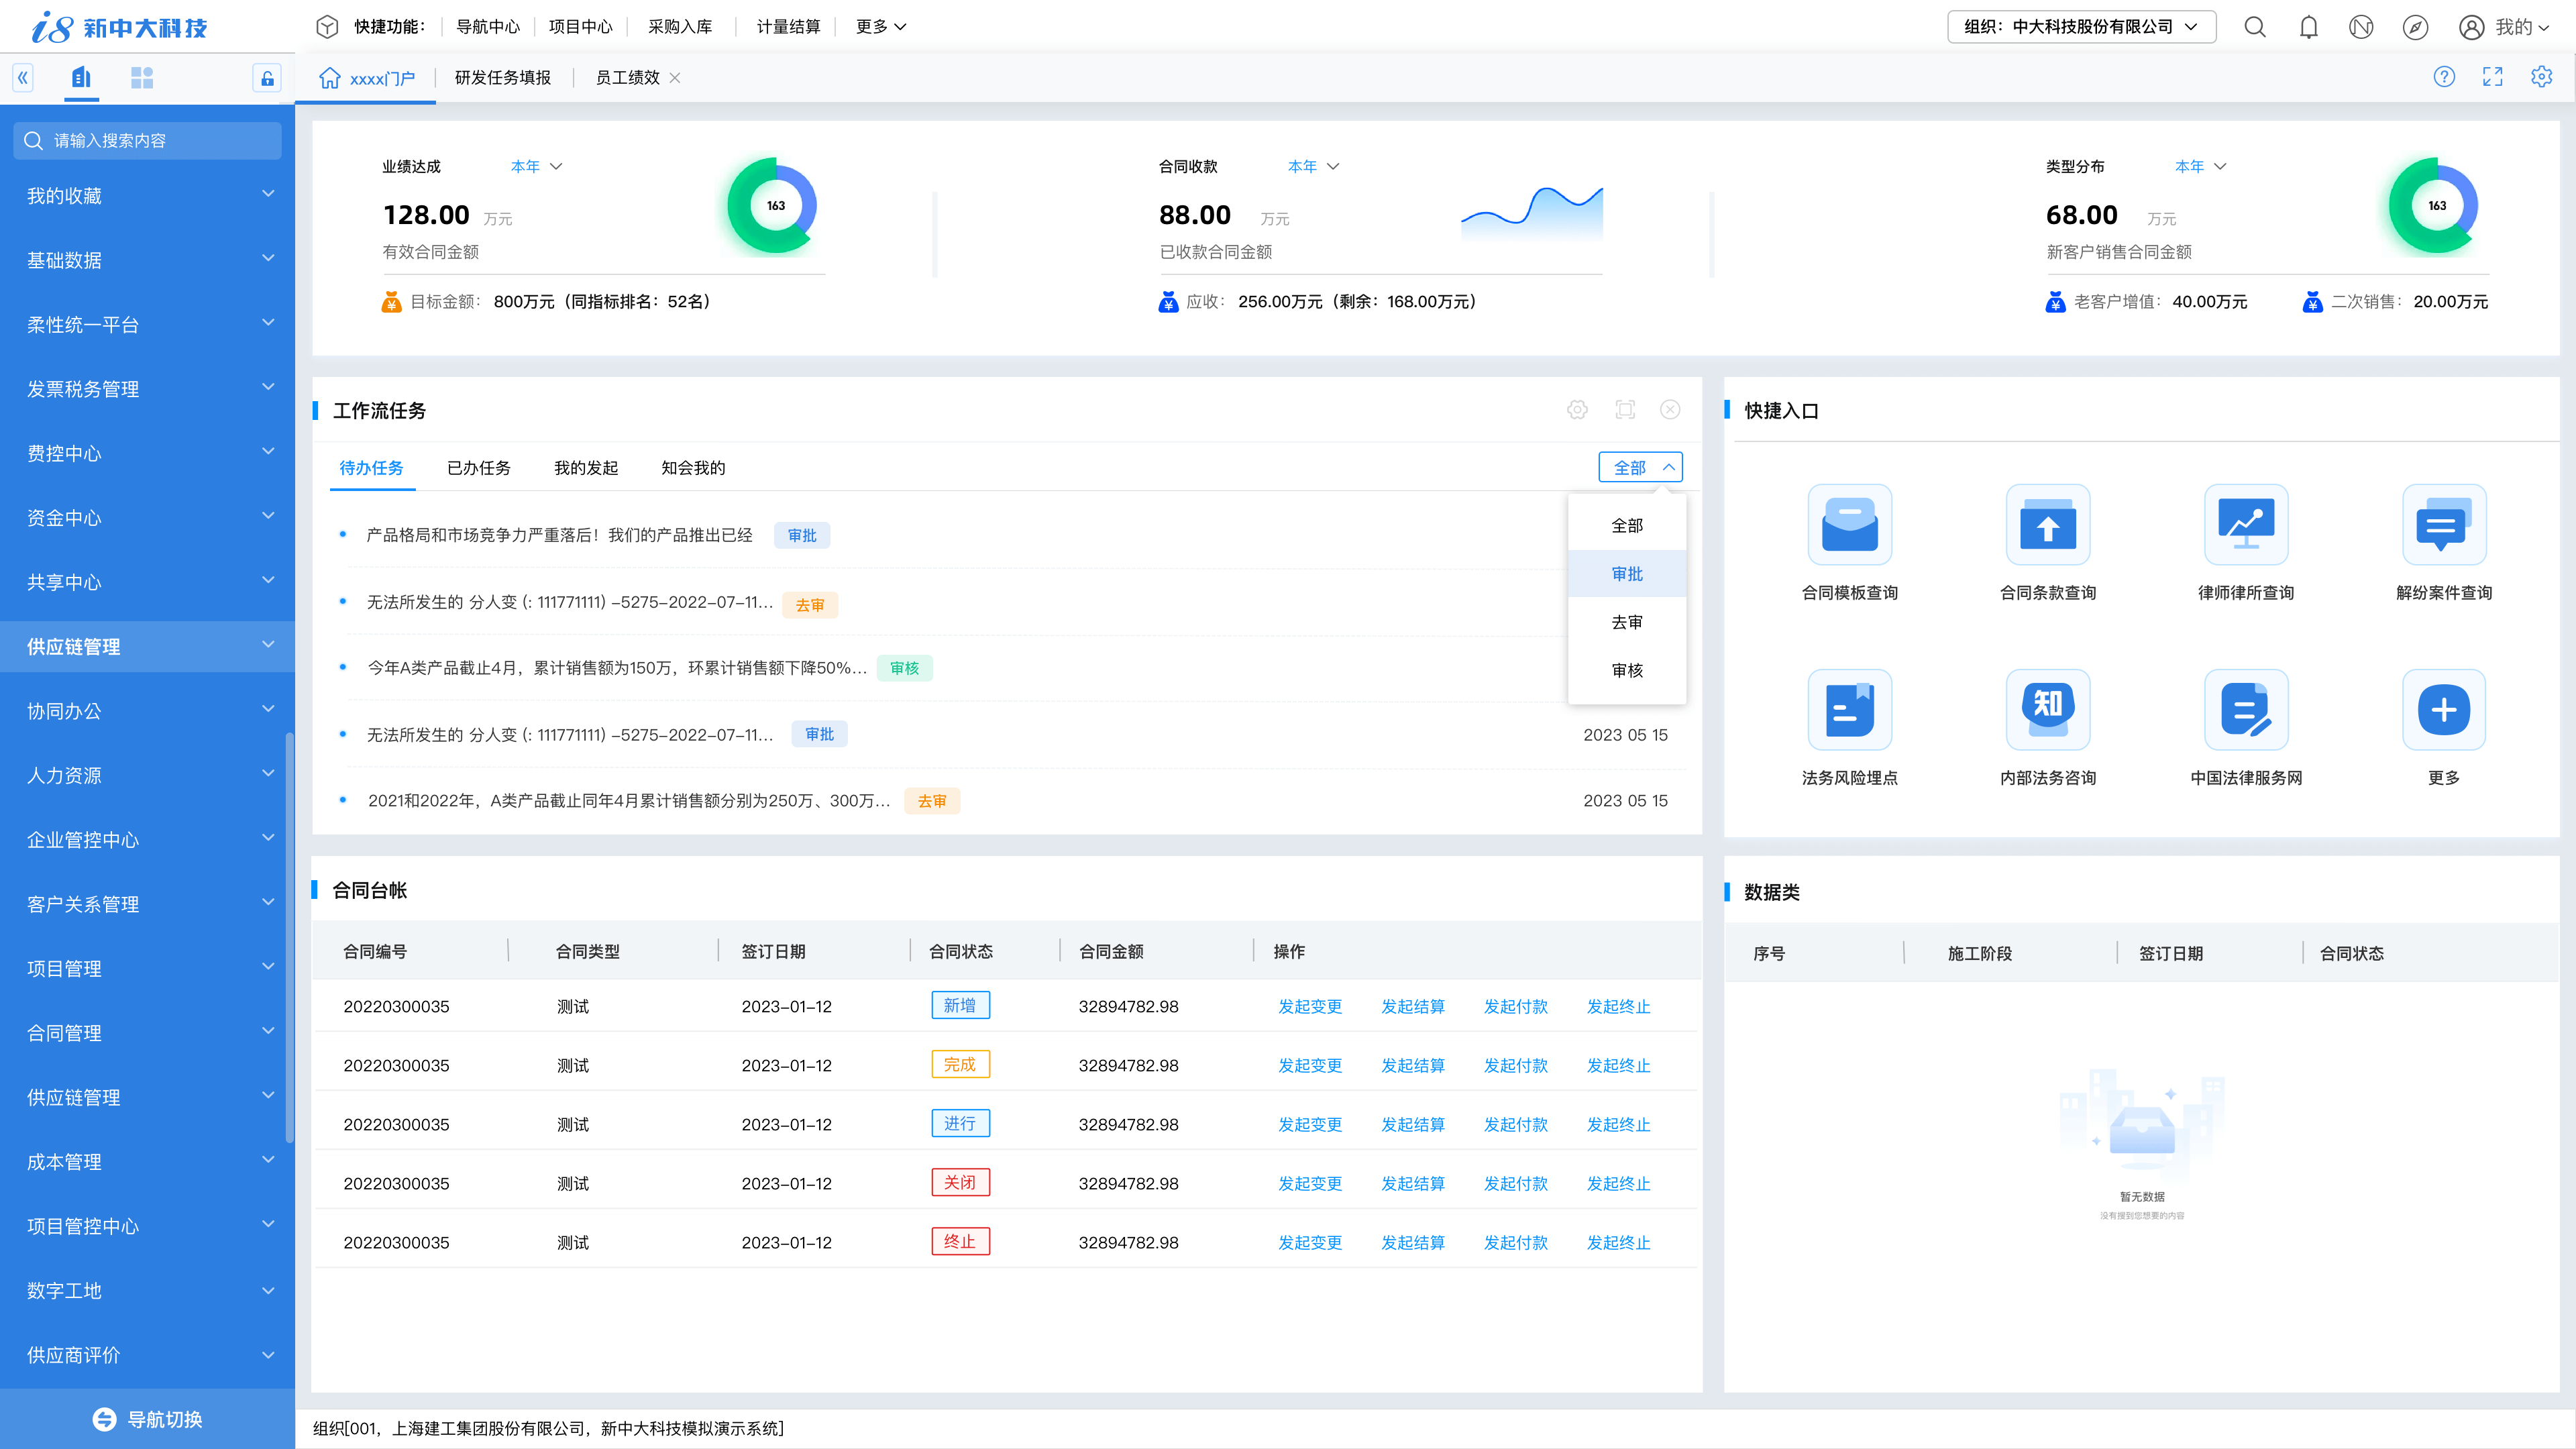 i8 新中大科技
快捷功能： 导航中心 项目中心 采购入库 计量结算 更多
组织：中大科技股份有限公司
我的
xxxx门户 研发任务填报 员工绩效
请输入搜索内容
我的收藏
基础数据
柔性统一平台
发票税务管理
费控中心
资金中心
共享中心
供应链管理
协同办公
人力资源
企业管控中心
客户关系管理
项目管理
合同管理
供应链管理
成本管理
项目管控中心
数字工地
供应商评价
导航切换
业绩达成 本年
128.00 万元
有效合同金额
163
目标金额： 800万元（同指标排名：52名）
合同收款 本年
88.00 万元
已收款合同金额
应收： 256.00万元（剩余：168.00万元）
类型分布 本年
68.00 万元
新客户销售合同金额
163
老客户增值： 40.00万元 二次销售： 20.00万元
工作流任务
待办任务 已办任务 我的发起 知会我的 全部
全部
审批
去审
审核
产品格局和市场竞争力严重落后！我们的产品推出已经 审批
无法所发生的 分人变 (: 111771111) -5275-2022-07-11... 去审
今年A类产品截止4月，累计销售额为150万，环累计销售额下降50%... 审核
无法所发生的 分人变 (: 111771111) -5275-2022-07-11... 审批 2023 05 15
2021和2022年，A类产品截止同年4月累计销售额分别为250万、300万... 去审 2023 05 15
快捷入口
合同模板查询 合同条款查询 律师律所查询 解纷案件查询
知
法务风险埋点 内部法务咨询 中国法律服务网 更多
合同台帐
合同编号 合同类型 签订日期 合同状态 合同金额 操作
20220300035 测试 2023-01-12 新增 32894782.98 发起变更 发起结算 发起付款 发起终止
20220300035 测试 2023-01-12 完成 32894782.98 发起变更 发起结算 发起付款 发起终止
20220300035 测试 2023-01-12 进行 32894782.98 发起变更 发起结算 发起付款 发起终止
20220300035 测试 2023-01-12 关闭 32894782.98 发起变更 发起结算 发起付款 发起终止
20220300035 测试 2023-01-12 终止 32894782.98 发起变更 发起结算 发起付款 发起终止
数据类
序号 施工阶段 签订日期 合同状态
暂无数据
没有搜到您想要的内容
组织[001，上海建工集团股份有限公司，新中大科技模拟演示系统]